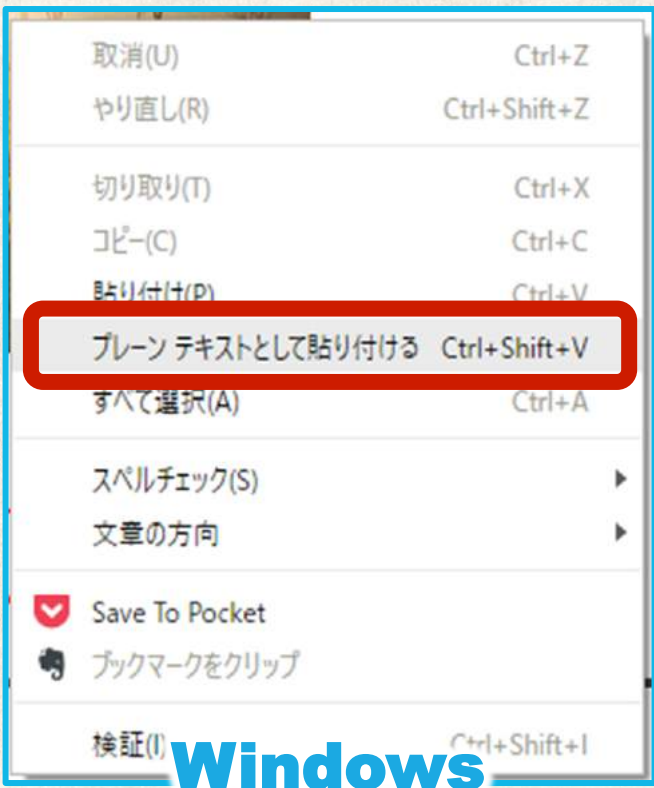 取消(U) Ctrl+Z
やり直し(R) Ctrl+Shift+Z
切り取り(T) Ctrl+X
コピー(C) Ctrl+C
貼り付け(P) Ctrl+V
プレーン テキストとして貼り付ける Ctrl+Shift+V
すべて選択(A) Ctrl+A
スペルチェック(S)
文章の方向
Save To Pocket
ブックマークをクリップ
検証(I) Ctrl+Shift+I
Windows